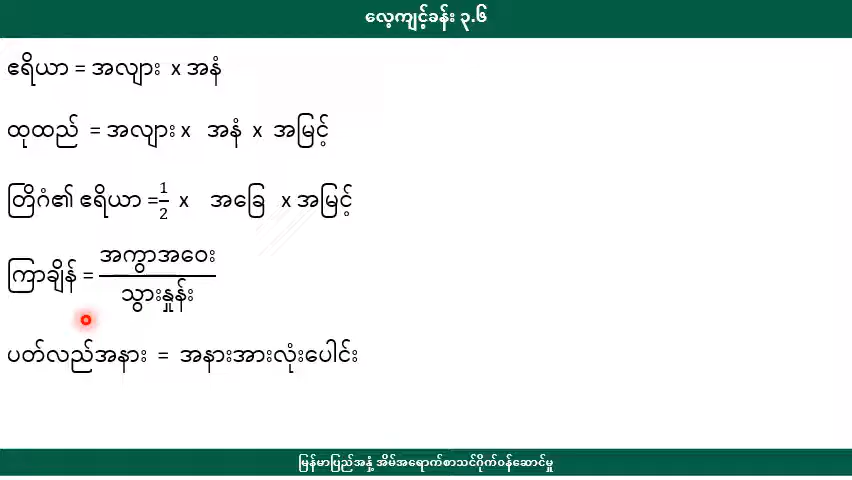 လေ့ကျင့်ခန်း ၃.၆
ဧရိယာ = အလျား x အနံ
ထုထည် = အလျား x အနံ x အမြင့်
တြိဂံ၏ ဧရိယာ =1/2 x အခြေ x အမြင့်
ကြာချိန် = အကွာအဝေး/သွားနှုန်း
ပတ်လည်အနား = အနားအားလုံးပေါင်း
မြန်မာပြည်အနှံ့ အိမ်အရောက်စာသင်ဂိုက်ဝန်ဆောင်မှု